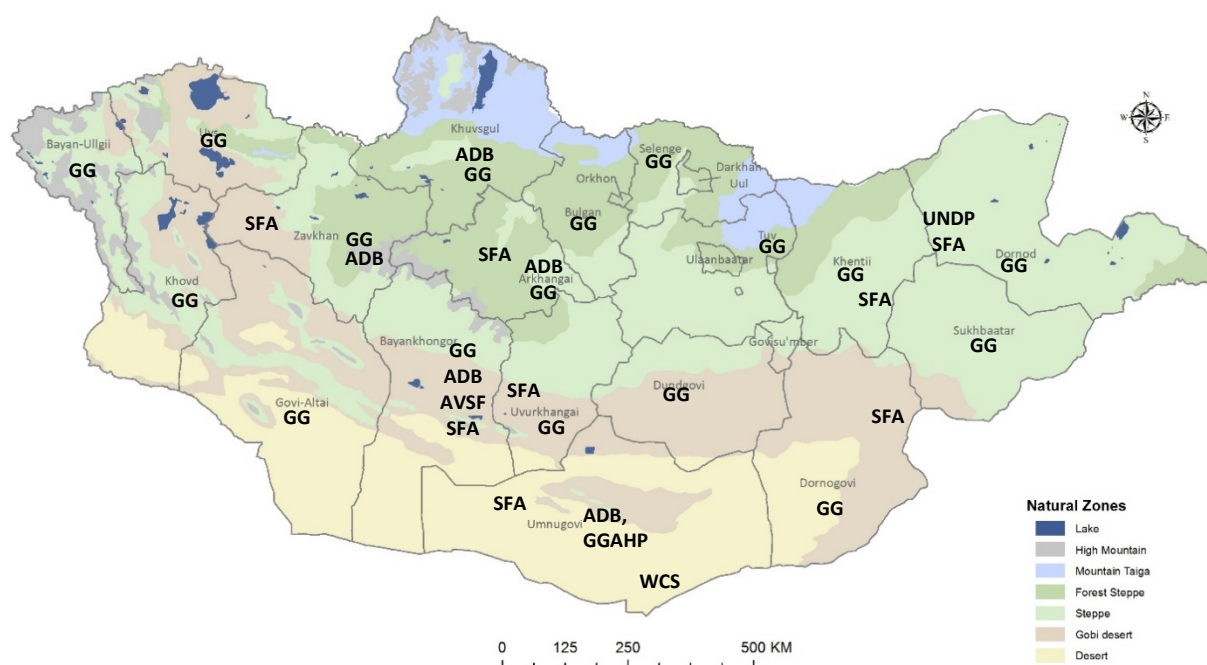 N
W E
S
Khuvsgul
ADB
GG
Selenge
GG
Darkhan
Uul
Orkhon
Bulgan
GG
Uvs
GG
Bayan-Ullgii
GG
SFA
Zavkhan
GG
ADB
SFA
ADB
Arkhangai
GG
Ulaanbaatar
Tuv
GG
Khentii
GG
SFA
UNDP
SFA
Dornod
GG
Khovd
GG
Sukhbaatar
GG
Bayankhongor
GG
ADB
AVSF
SFA
SFA
Uvurkhangai
GG
Govisu'mber
Dundgovi
GG
SFA
Govi-Altai
GG
Dornogovi
GG
SFA
Umnugovi
ADB,
GGAHP
WCS
Natural Zones
Lake
High Mountain
Mountain Taiga
Forest Steppe
Steppe
Gobi desert
Desert
0 125 250 500 KM